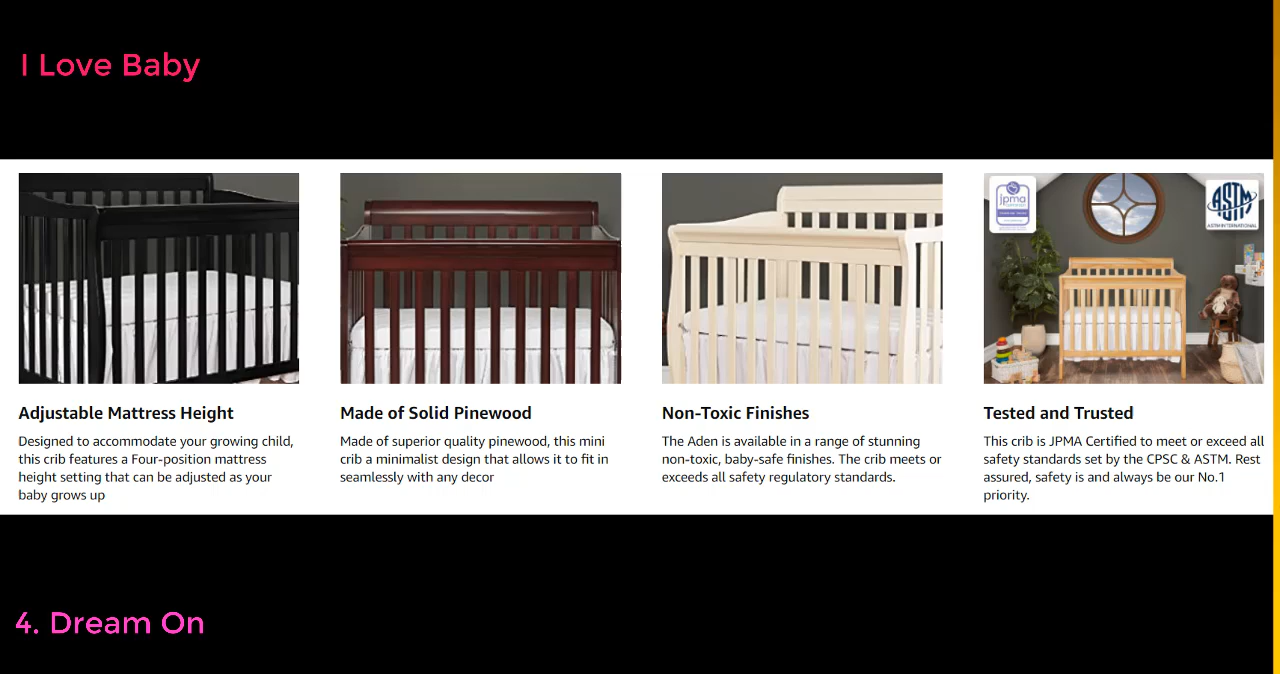 I Love Baby
jpma
ASTM
ASTM INTERNATIONAL
Adjustable Mattress Height
Designed to accommodate your growing child,
this crib features a Four-position mattress
height setting that can be adjusted as your
baby grows up
Made of Solid Pinewood
Made of superior quality pinewood, this mini
crib a minimalist design that allows it to fit in
seamlessly with any decor
Non-Toxic Finishes
The Aden is available in a range of stunning
non-toxic, baby-safe finishes. The crib meets or
exceeds all safety regulatory standards.
Tested and Trusted
This crib is JPMA Certified to meet or exceed all
safety standards set by the CPSC & ASTM. Rest
assured, safety is and always be our No.1
priority.
4. Dream On